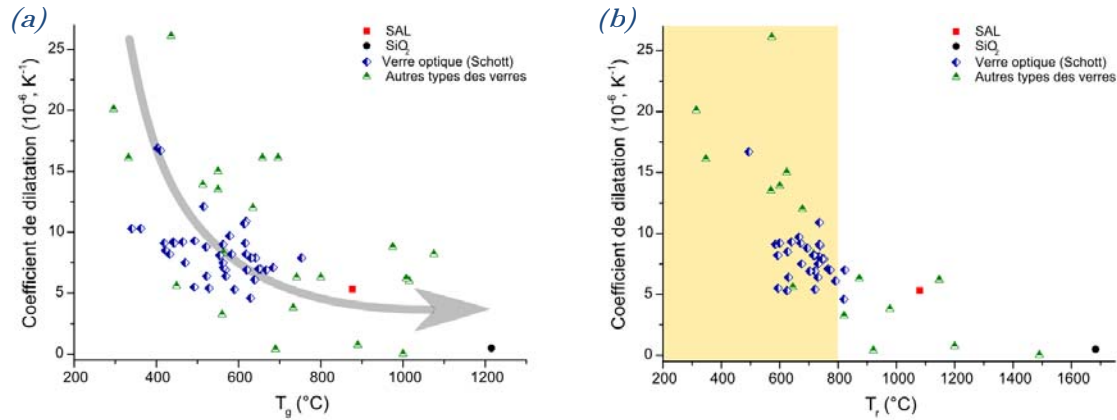 (a)
SAL
SiO₂
Verre optique (Schott)
Autres types des verres
Coefficient de dilatation (10⁻⁶, K⁻¹)
25
20
15
10
5
0
200 400 600 800 1000 1200
T_g (°C)
(b)
SAL
SiO₂
Verre optique (Schott)
Autres types des verres
Coefficient de dilatation (10⁻⁶, K⁻¹)
25
20
15
10
5
0
200 400 600 800 1000 1200 1400 1600
T_r (°C)